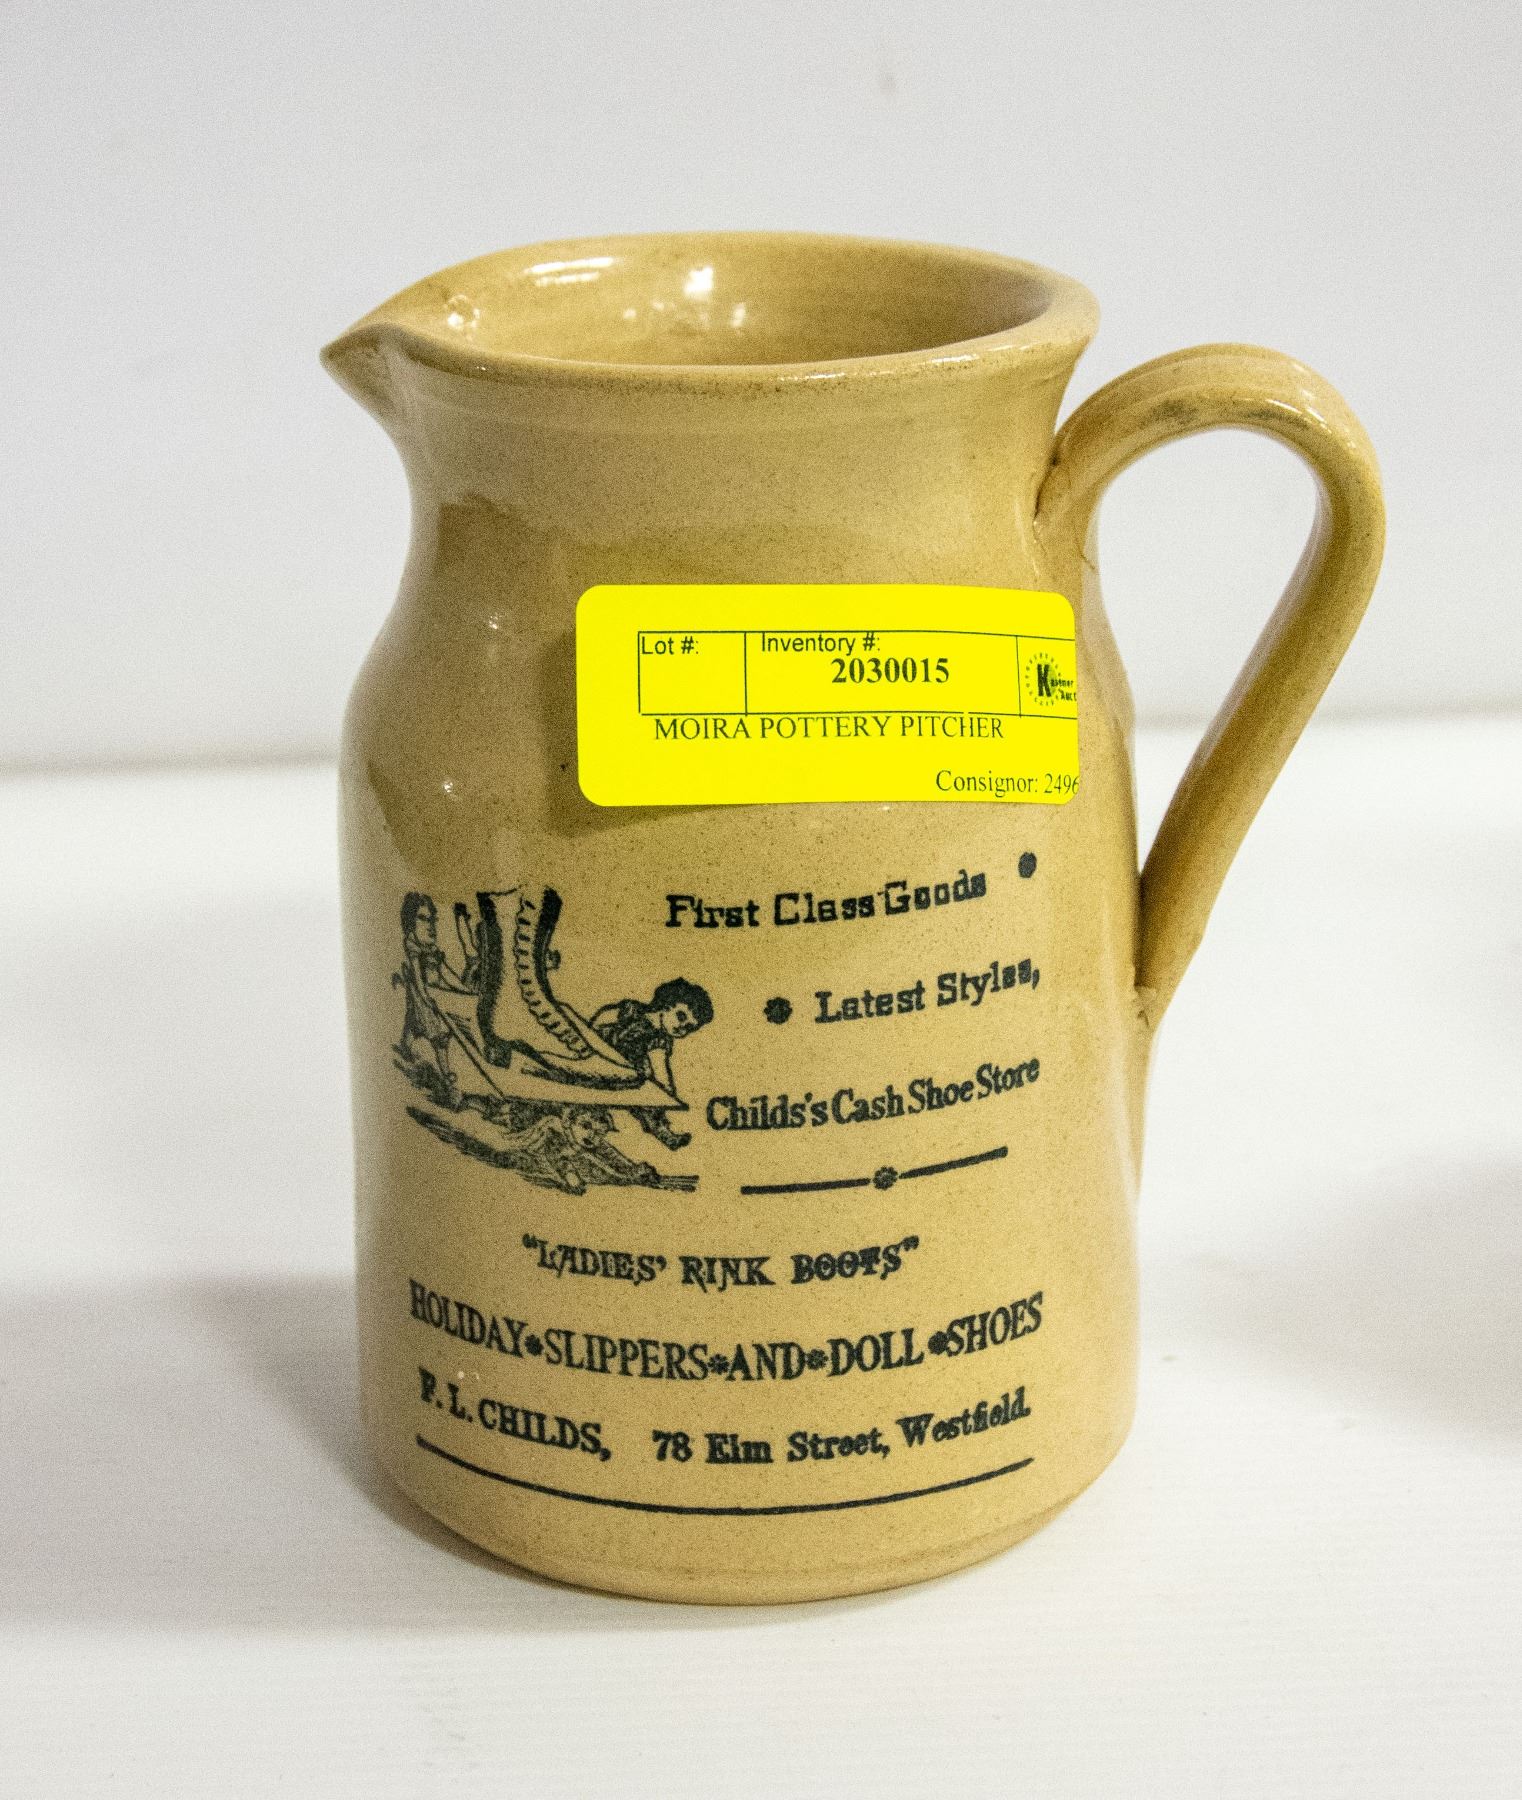 Lot #:
Inventory #:
2030015
MOIRA POTTERY PITCHER
Consignor: 2496
First Class Goods
Latest Styles,
Childs's Cash Shoe Store
"LADIES' RINK BOOTS"
HOLIDAY SLIPPERS AND DOLL SHOES
F. L. CHILDS, 78 Elm Street, Westfield.